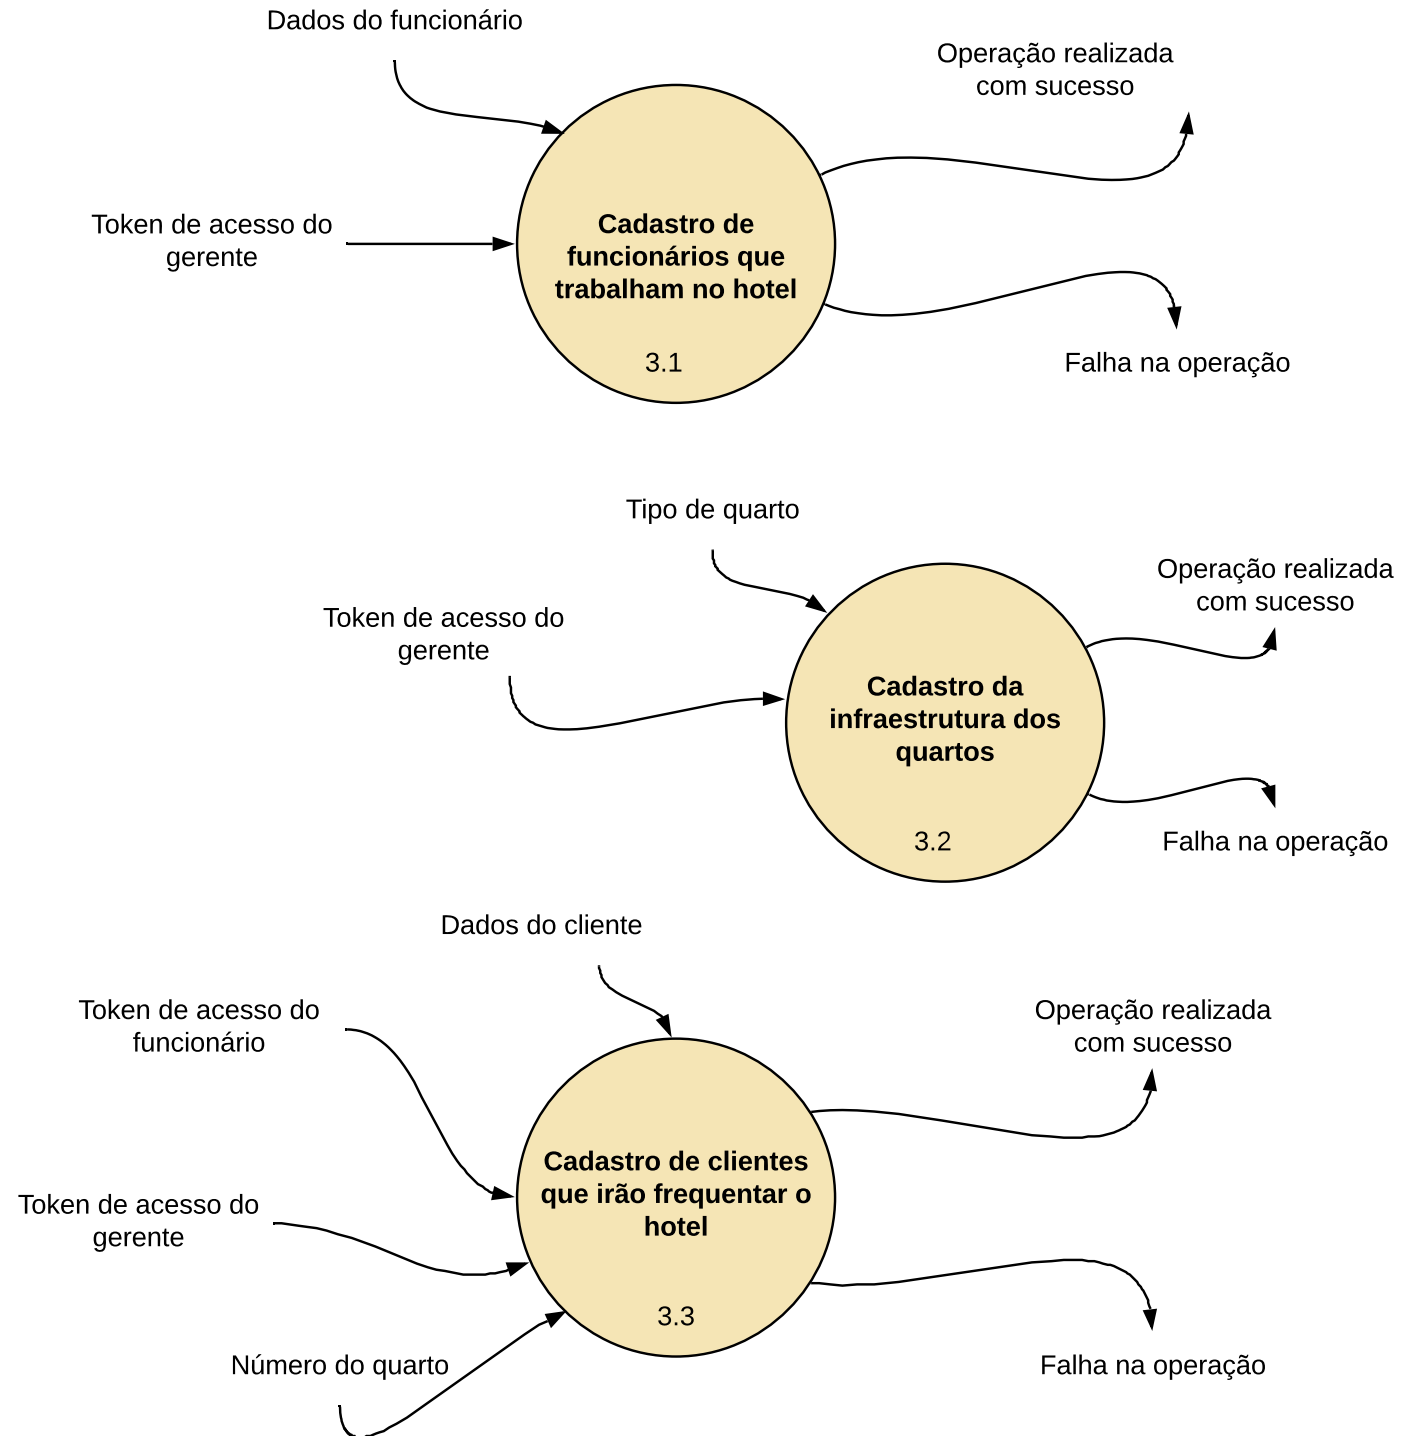 Dados do funcionário
Operação realizada
com sucesso
Token de acesso do
gerente
Cadastro de
funcionários que
trabalham no hotel
3.1
Falha na operação
Tipo de quarto
Token de acesso do
gerente
Operação realizada
com sucesso
Cadastro da
infraestrutura dos
quartos
3.2
Falha na operação
Dados do cliente
Token de acesso do
funcionário
Operação realizada
com sucesso
Token de acesso do
gerente
Cadastro de clientes
que irão frequentar o
hotel
3.3
Número do quarto
Falha na operação